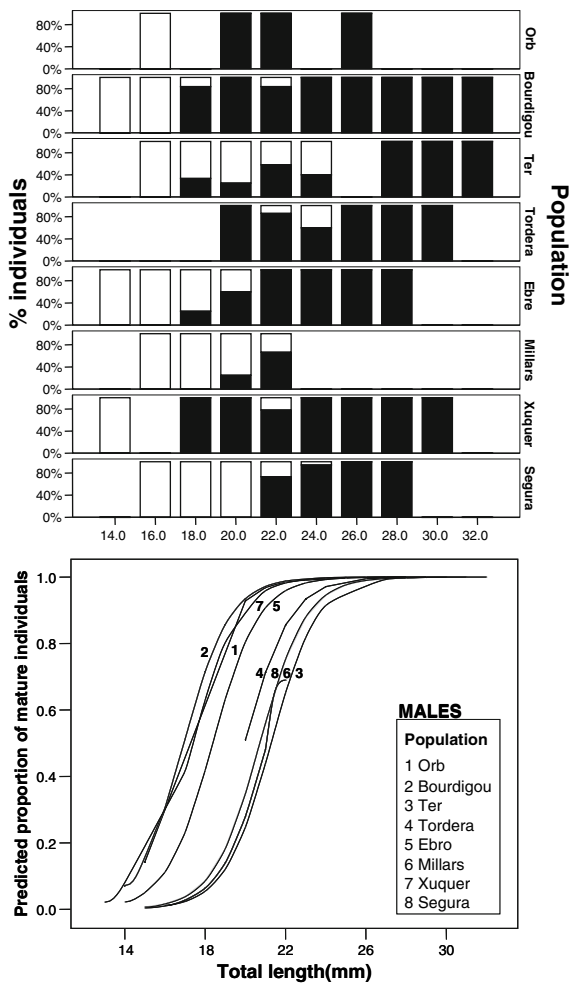 % individuals
Population
80%
40%
0%
Orb
80%
40%
0%
Bourdigou
80%
40%
0%
Ter
80%
40%
0%
Tordera
80%
40%
0%
Ebre
80%
40%
0%
Millars
80%
40%
0%
Xuquer
80%
40%
0%
Segura
14.0 16.0 18.0 20.0 22.0 24.0 26.0 28.0 30.0 32.0
Predicted proportion of mature individuals
1.0
0.8
0.6
0.4
0.2
0.0
7 5
2 1
4 8 6 3
MALES
Population
1 Orb
2 Bourdigou
3 Ter
4 Tordera
5 Ebro
6 Millars
7 Xuquer
8 Segura
14 18 22 26 30
Total length(mm)